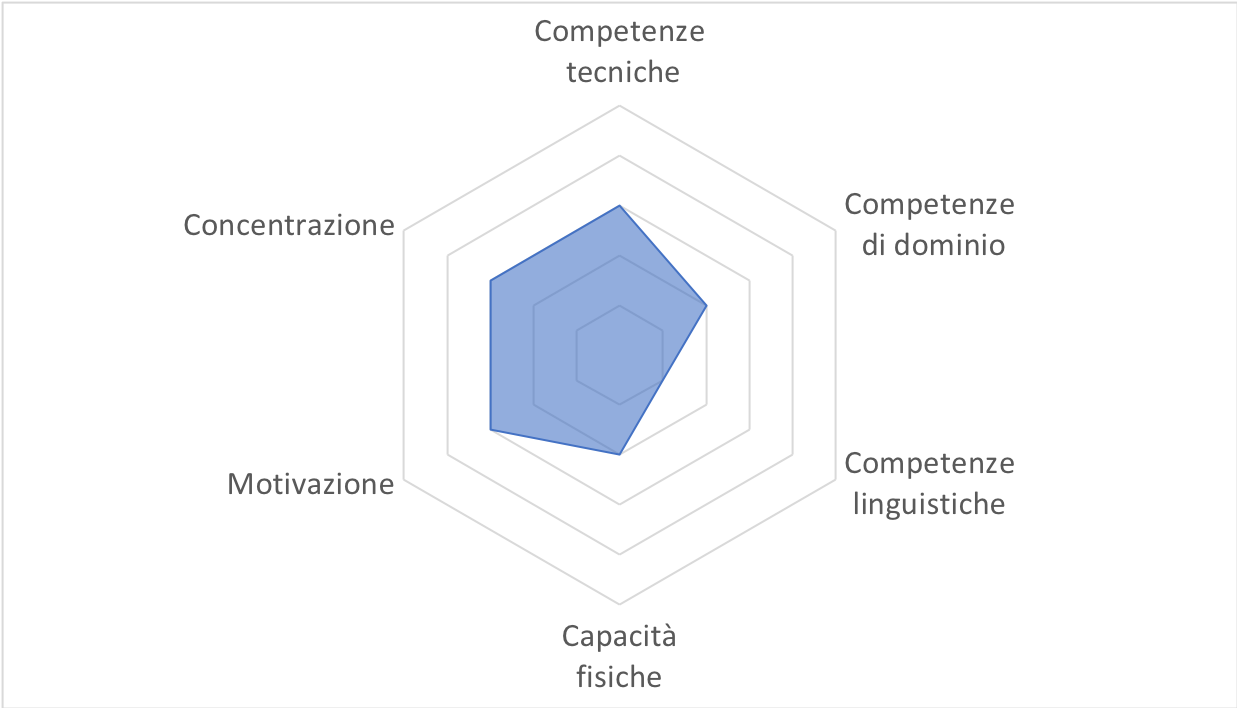 Competenze
tecniche
Competenze
di dominio
Competenze
linguistiche
Capacità
fisiche
Motivazione
Concentrazione